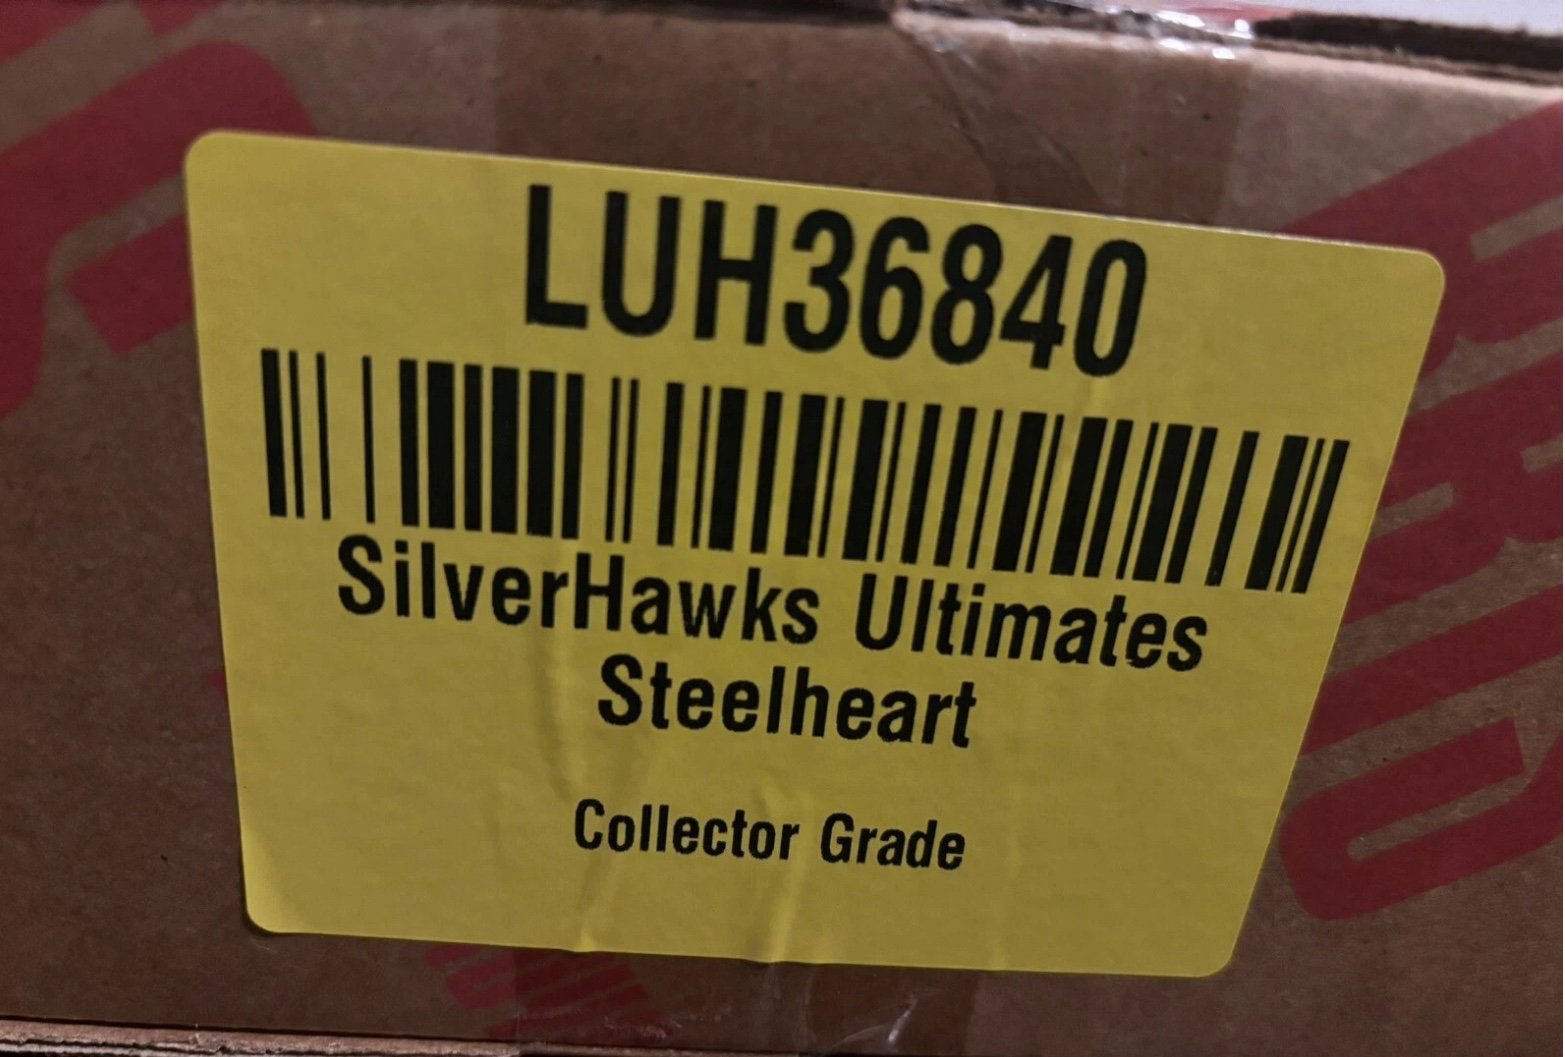 LUH36840
SilverHawks Ultimates
Steelheart
Collector Grade